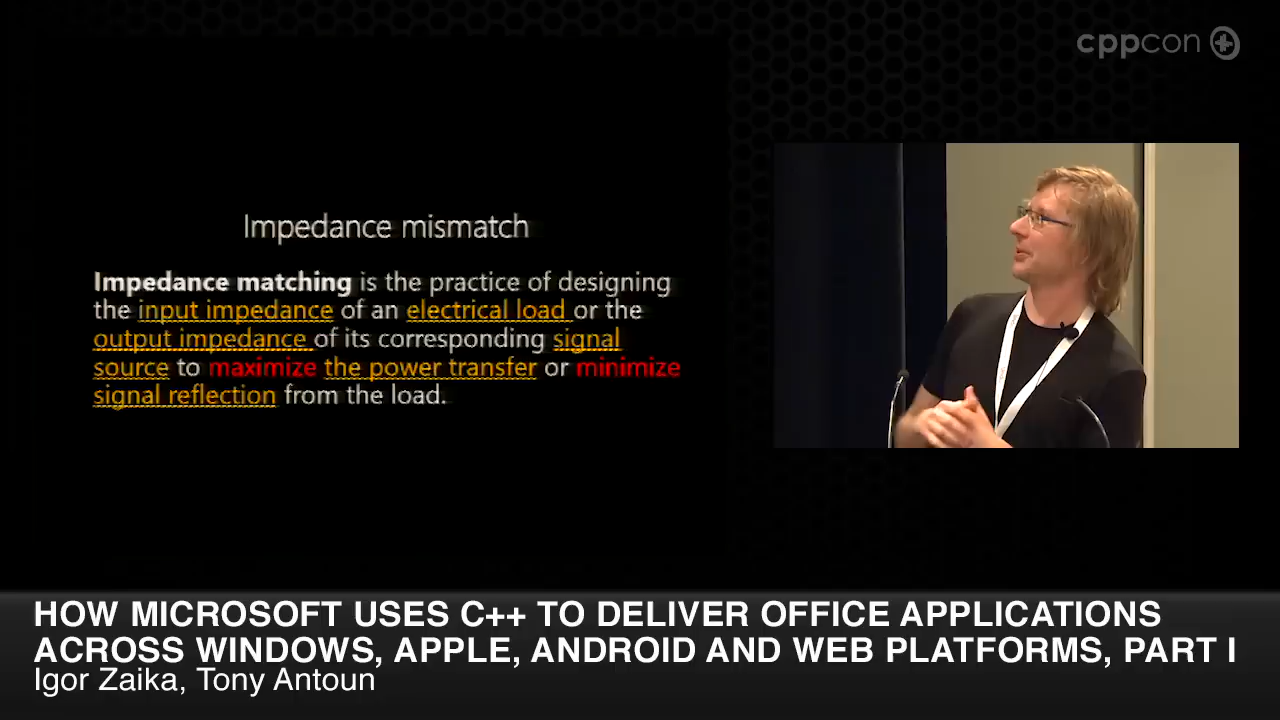 cppcon
Impedance mismatch
Impedance matching is the practice of designing
the input impedance of an electrical load or the
output impedance of its corresponding signal
source to maximize the power transfer or minimize
signal reflection from the load.
HOW MICROSOFT USES C++ TO DELIVER OFFICE APPLICATIONS
ACROSS WINDOWS, APPLE, ANDROID AND WEB PLATFORMS, PART I
Igor Zaika, Tony Antoun